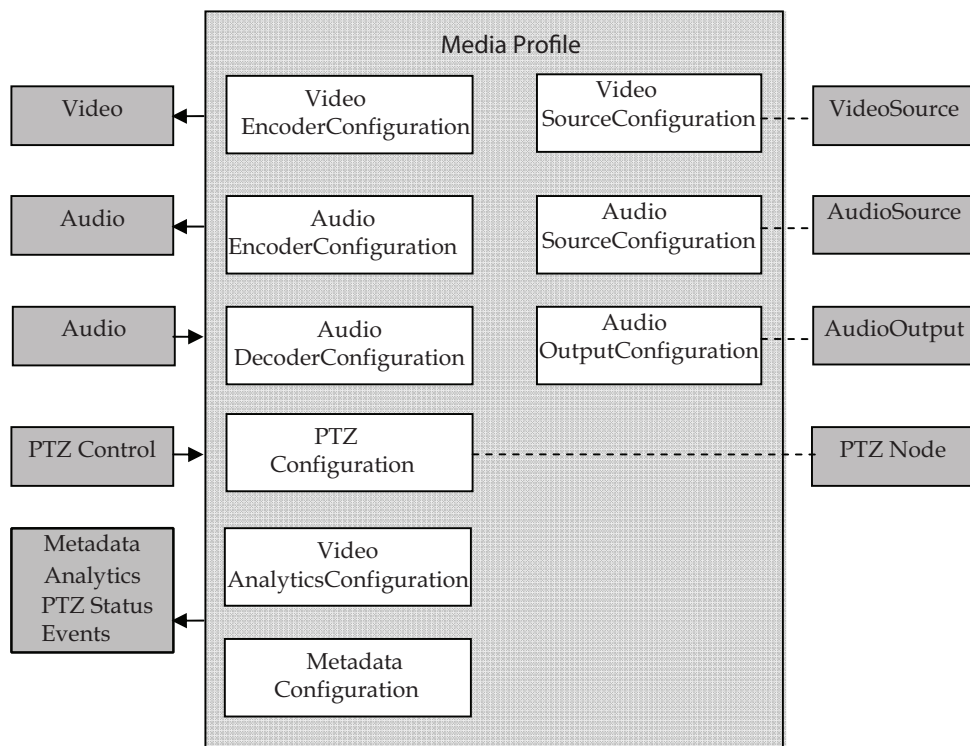 Media Profile
Video
Video
EncoderConfiguration
Video
SourceConfiguration
VideoSource
Audio
Audio
EncoderConfiguration
Audio
SourceConfiguration
AudioSource
Audio
Audio
DecoderConfiguration
Audio
OutputConfiguration
AudioOutput
PTZ Control
PTZ
Configuration
PTZ Node
Metadata
Analytics
PTZ Status
Events
Video
AnalyticsConfiguration
Metadata
Configuration